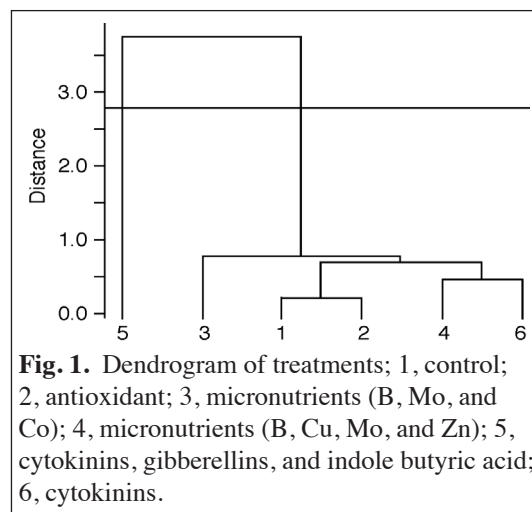 Distance
3.0
2.0
1.0
0.0
5 3 1 2 4 6
Fig. 1. Dendrogram of treatments; 1, control;
2, antioxidant; 3, micronutrients (B, Mo, and
Co); 4, micronutrients (B, Cu, Mo, and Zn); 5,
cytokinins, gibberellins, and indole butyric acid;
6, cytokinins.